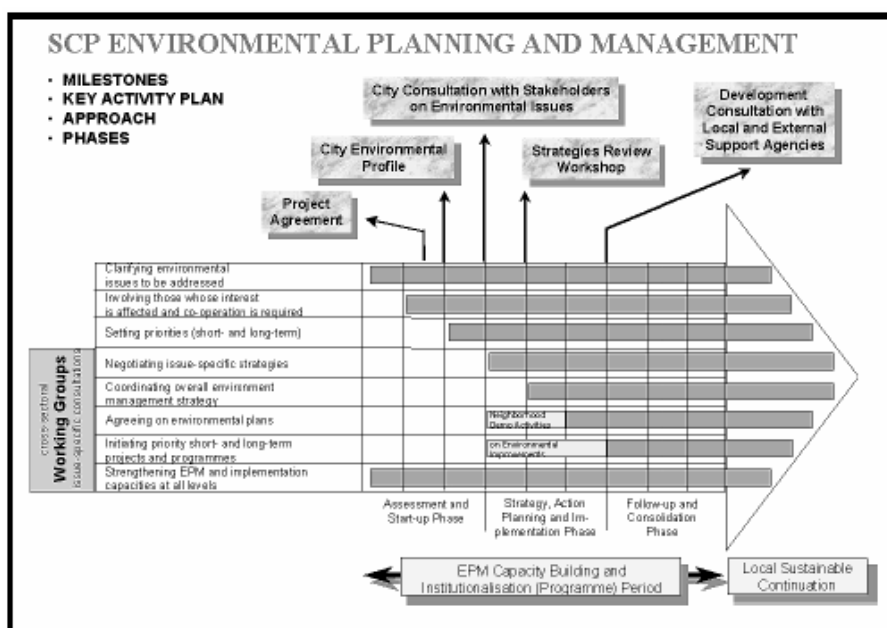 SCP ENVIRONMENTAL PLANNING AND MANAGEMENT
• MILESTONES
• KEY ACTIVITY PLAN
• APPROACH
• PHASES
City Consultation with Stakeholders
on Environmental Issues
Development
Consultation with
Local and External
Support Agencies
City Environmental
Profile
Strategies Review
Workshop
Project
Agreement
Clarifying environmental
issues to be addressed
Involving those whose interest
is affected and co-operation is required
Setting priorities (short- and long-term)
cross-sectoral
Working Groups
issue-specific consultations
Negotiating issue-specific strategies
Coordinating overall environment
management strategy
Agreeing on environmental plans
Neighborhood
Demo Activities
Initiating priority short- and long-term
projects and programmes
on Environmental
Improvements
Strengthening EPM and implementation
capacities at all levels
Assessment and
Start-up Phase
Strategy, Action
Planning and Im-
plementation Phase
Follow-up and
Consolidation
Phase
EPM Capacity Building and
Institutionalisation (Programme) Period
Local Sustainable
Continuation